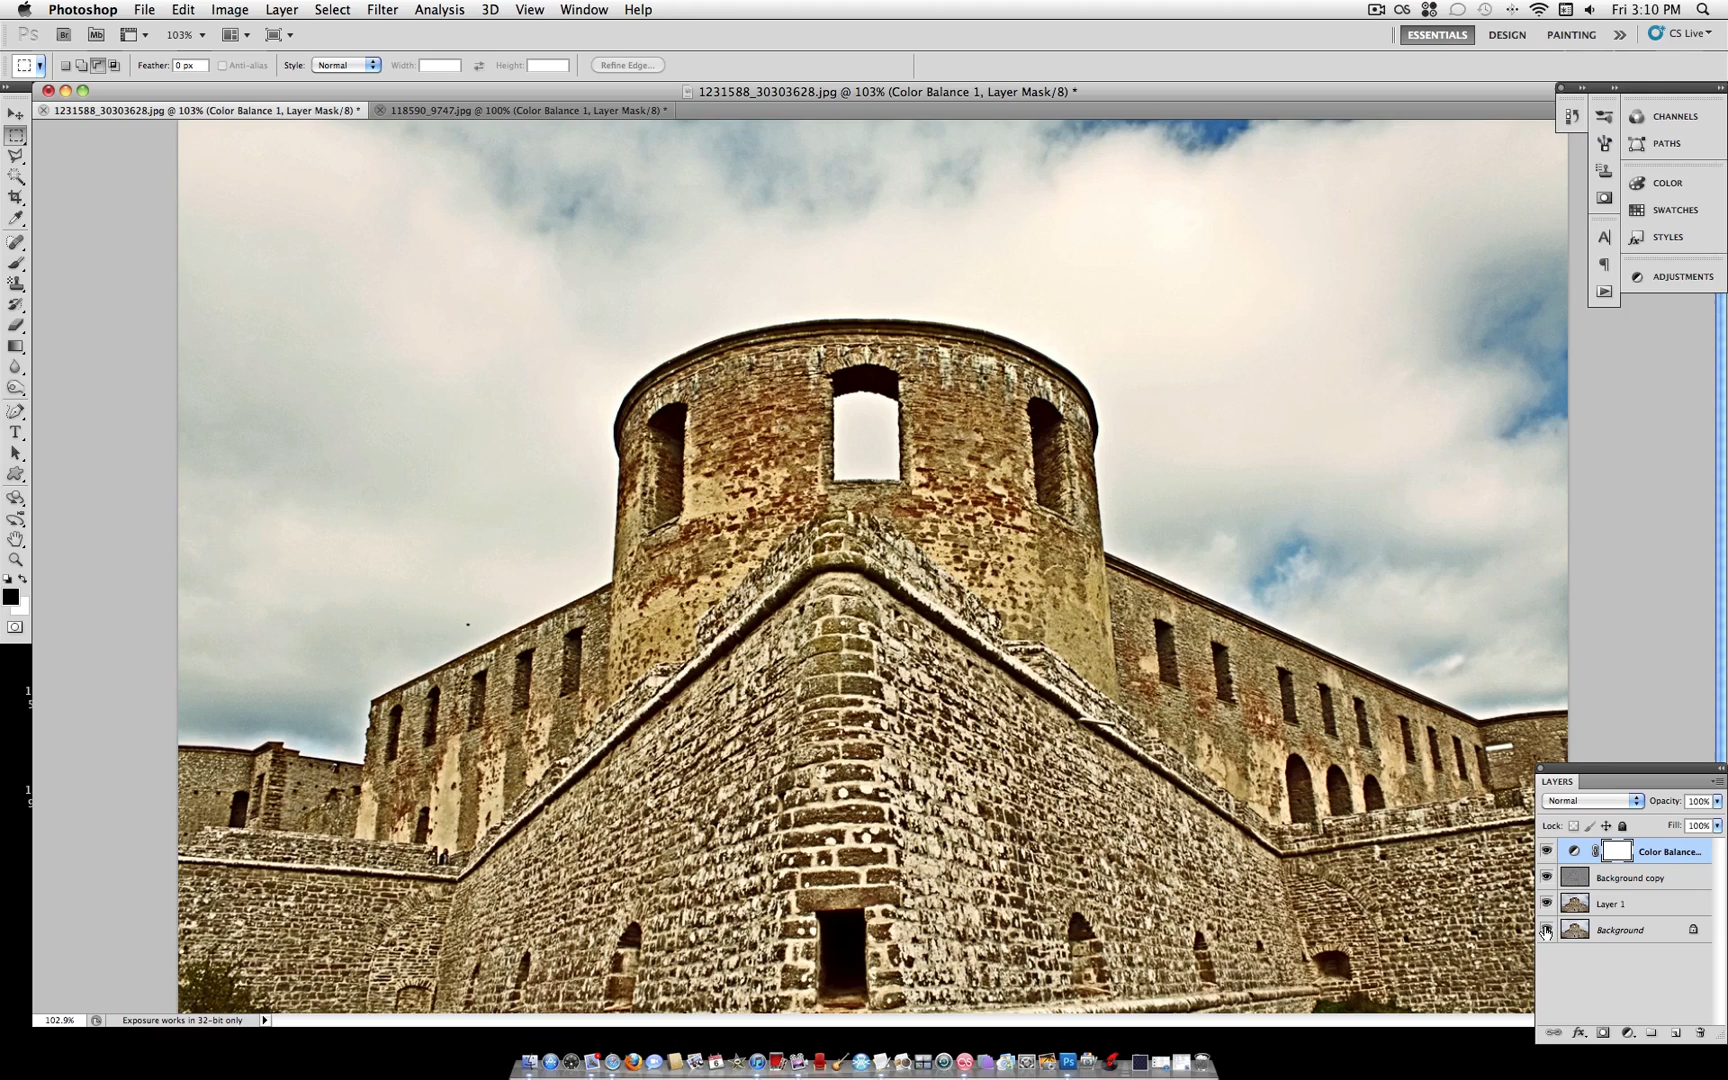 Photoshop File Edit Image Layer Select Filter Analysis 3D View Window Help Fri 3:10 PM
Ps Br Mb 103% ESSENTIALS DESIGN PAINTING CS Live
Feather: 0 px Anti-alias Style: Normal Width: Height: Refine Edge...
1231588_30303628.jpg @ 103% (Color Balance 1, Layer Mask/8) *
1231588_30303628.jpg @ 103% (Color Balance 1, Layer Mask/8) * 118590_9747.jpg @ 100% (Color Balance 1, Layer Mask/8) *
CHANNELS
PATHS
COLOR
SWATCHES
STYLES
ADJUSTMENTS
LAYERS
Normal Opacity: 100%
Lock: Fill: 100%
Color Balance...
Background copy
Layer 1
Background
102.9% Exposure works in 32-bit only